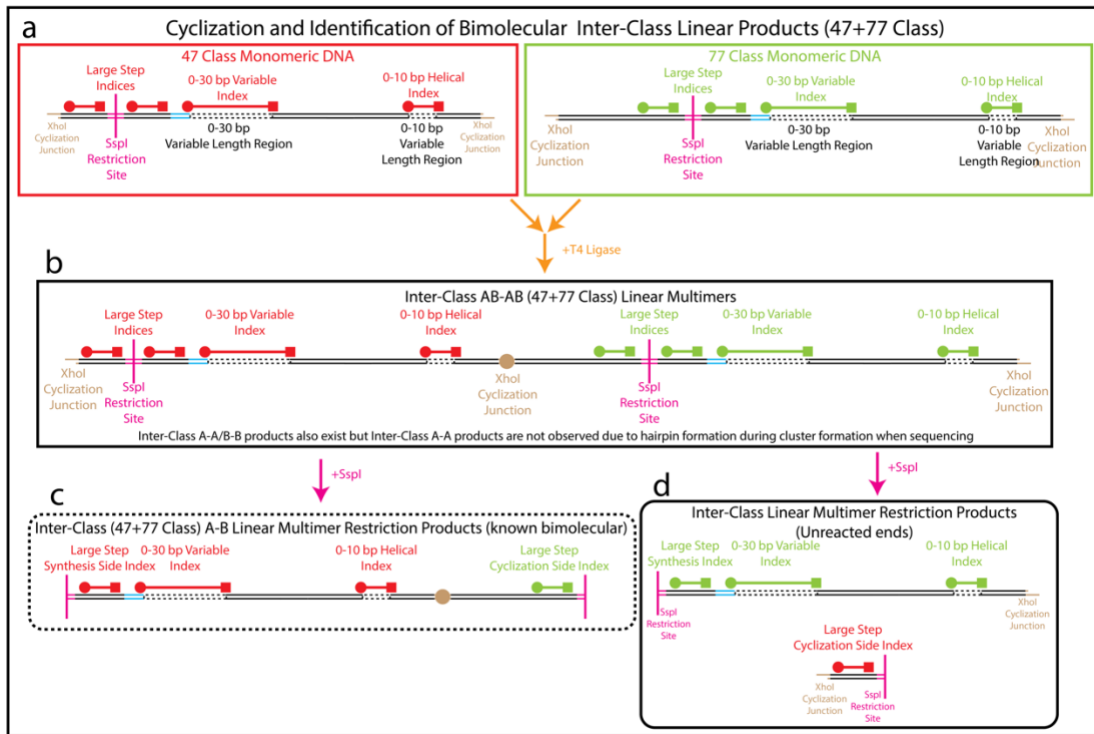 Cyclization and Identification of Bimolecular Inter-Class Linear Products (47+77 Class)
a
47 Class Monomeric DNA
Large Step
Indices
0-30 bp Variable
Index
0-10 bp Helical
Index
XhoI
Cyclization
Junction
SspI
Restriction
Site
0-30 bp
Variable Length Region
0-10 bp
Variable
Length Region
XhoI
Cyclization
Junction
77 Class Monomeric DNA
Large Step
Indices
0-30 bp Variable
Index
0-10 bp Helical
Index
XhoI
Cyclization
Junction
SspI
Restriction
Site
0-30 bp
Variable Length Region
0-10 bp
Variable
Length Region
XhoI
Cyclization
Junction
+T4 Ligase
b
Inter-Class AB-AB (47+77 Class) Linear Multimers
Large Step
Indices
0-30 bp Variable
Index
0-10 bp Helical
Index
Large Step
Indices
0-30 bp Variable
Index
0-10 bp Helical
Index
XhoI
Cyclization
Junction
SspI
Restriction
Site
XhoI
Cyclization
Junction
SspI
Restriction
Site
XhoI
Cyclization
Junction
Inter-Class A-A/B-B products also exist but Inter-Class A-A products are not observed due to hairpin formation during cluster formation when sequencing
+SspI
+SspI
c
Inter-Class (47+77 Class) A-B Linear Multimer Restriction Products (known bimolecular)
Large Step
Synthesis Side Index
0-30 bp Variable
Index
0-10 bp Helical
Index
Large Step
Cyclization Side Index
d
Inter-Class Linear Multimer Restriction Products
(Unreacted ends)
Large Step
Synthesis Index
0-30 bp Variable
Index
0-10 bp Helical
Index
SspI
Restriction
Site
XhoI
Cyclization
Junction
Large Step
Cyclization Side Index
XhoI
Cyclization
Junction
SspI
Restriction
Site